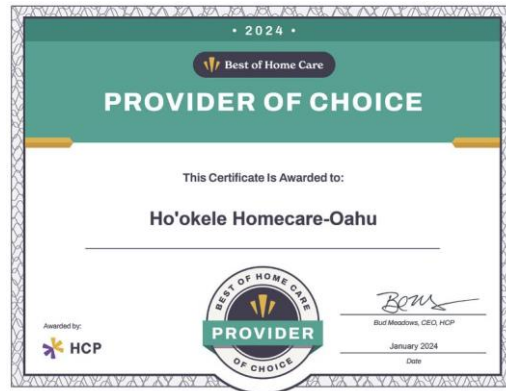 • 2024 •
Best of Home Care
PROVIDER OF CHOICE
This Certificate Is Awarded to:
Ho'okele Homecare-Oahu
BEST OF HOME CARE
PROVIDER
OF CHOICE
Awarded by:
HCP
Bud Meadows, CEO, HCP
January 2024
Date